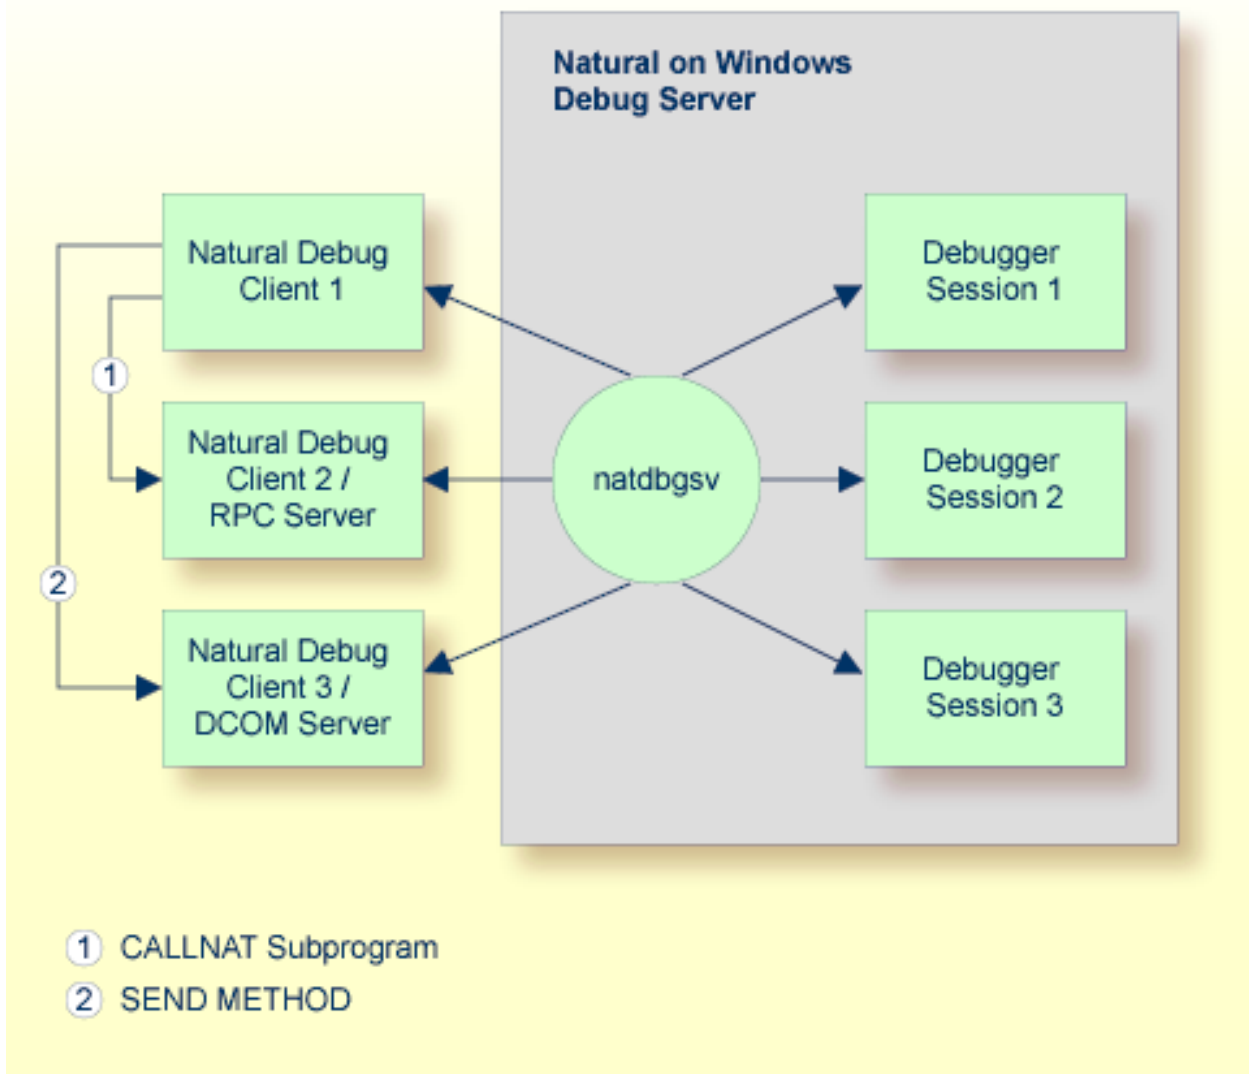 Natural on Windows
Debug Server
Natural Debug
Client 1
Debugger
Session 1
1
Natural Debug
Client 2 /
RPC Server
natdbgsv
Debugger
Session 2
2
Natural Debug
Client 3 /
DCOM Server
Debugger
Session 3
1 CALLNAT Subprogram
2 SEND METHOD